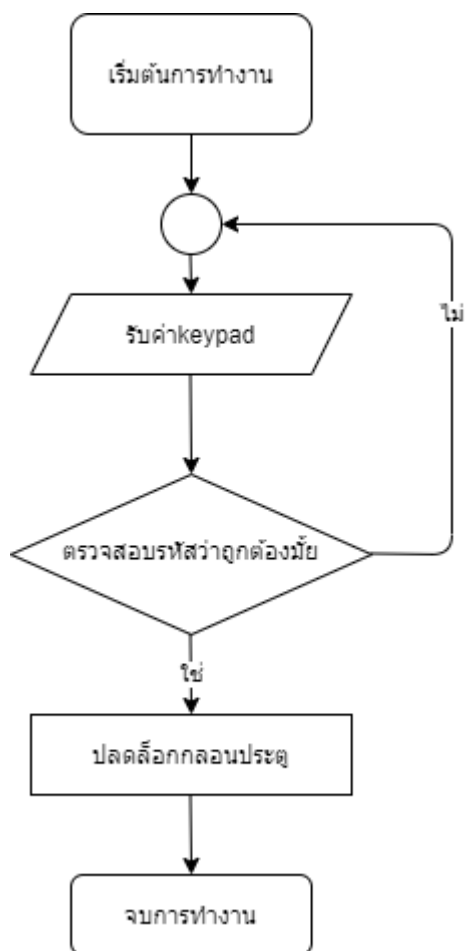 เริ่มต้นการทำงาน
รับค่าkeypad
ไม่
ตรวจสอบรหัสว่าถูกต้องมั้ย
ใช่
ปลดล็อกกลอนประตู
จบการทำงาน